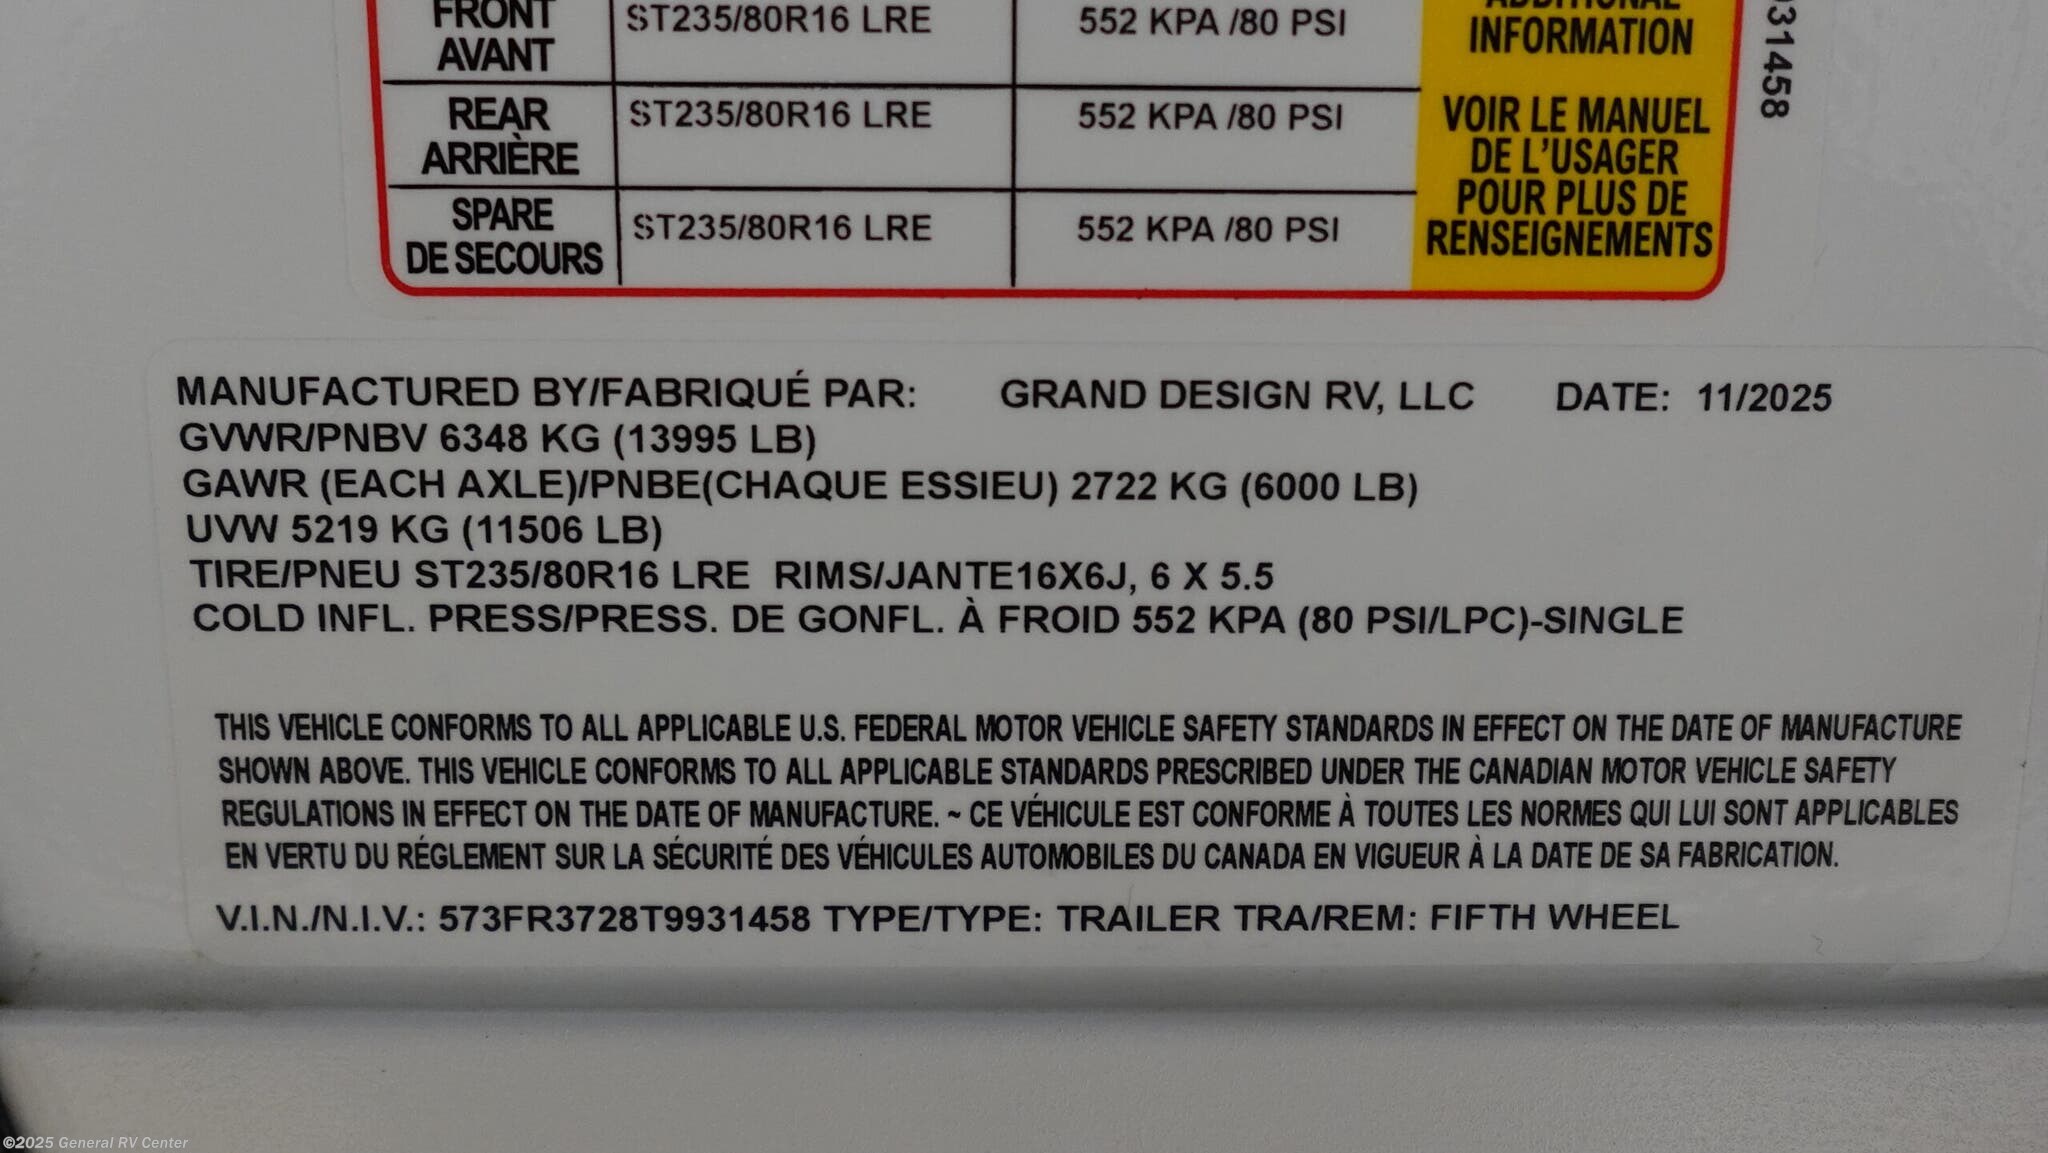 FRONT
AVANT
ST235/80R16 LRE
552 KPA /80 PSI
REAR
ARRIÈRE
ST235/80R16 LRE
552 KPA /80 PSI
SPARE
DE SECOURS
ST235/80R16 LRE
552 KPA /80 PSI
ADDITIONAL
INFORMATION
VOIR LE MANUEL
DE L'USAGER
POUR PLUS DE
RENSEIGNEMENTS
931458
MANUFACTURED BY/FABRIQUÉ PAR: GRAND DESIGN RV, LLC DATE: 11/2025
GVWR/PNBV 6348 KG (13995 LB)
GAWR (EACH AXLE)/PNBE(CHAQUE ESSIEU) 2722 KG (6000 LB)
UVW 5219 KG (11506 LB)
TIRE/PNEU ST235/80R16 LRE RIMS/JANTE16X6J, 6 X 5.5
COLD INFL. PRESS/PRESS. DE GONFL. À FROID 552 KPA (80 PSI/LPC)-SINGLE
THIS VEHICLE CONFORMS TO ALL APPLICABLE U.S. FEDERAL MOTOR VEHICLE SAFETY STANDARDS IN EFFECT ON THE DATE OF MANUFACTURE
SHOWN ABOVE. THIS VEHICLE CONFORMS TO ALL APPLICABLE STANDARDS PRESCRIBED UNDER THE CANADIAN MOTOR VEHICLE SAFETY
REGULATIONS IN EFFECT ON THE DATE OF MANUFACTURE. ~ CE VÉHICULE EST CONFORME À TOUTES LES NORMES QUI LUI SONT APPLICABLES
EN VERTU DU RÉGLEMENT SUR LA SÉCURITÉ DES VÉHICULES AUTOMOBILES DU CANADA EN VIGUEUR À LA DATE DE SA FABRICATION.
V.I.N./N.I.V.: 573FR3728T9931458 TYPE/TYPE: TRAILER TRA/REM: FIFTH WHEEL
©2025 General RV Center